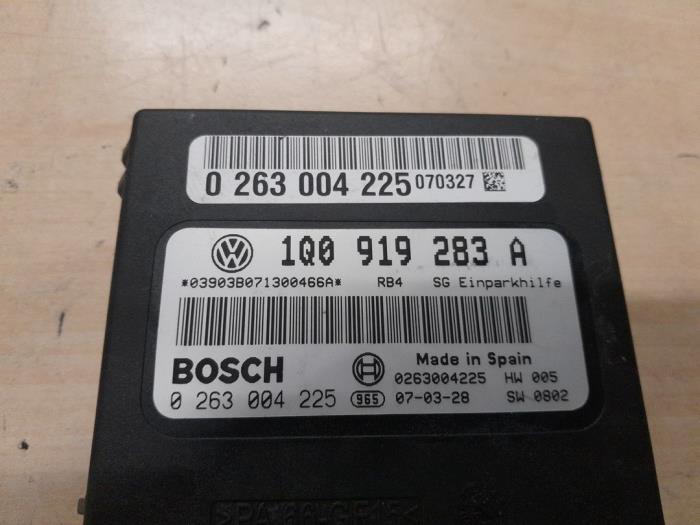 0 263 004 225 070327
1Q0 919 283 A
*03903B071300466A* RB4 SG Einparkhilfe
BOSCH Made in Spain
0263004225 HW 005
0 263 004 225 965 07-03-28 SW 0802